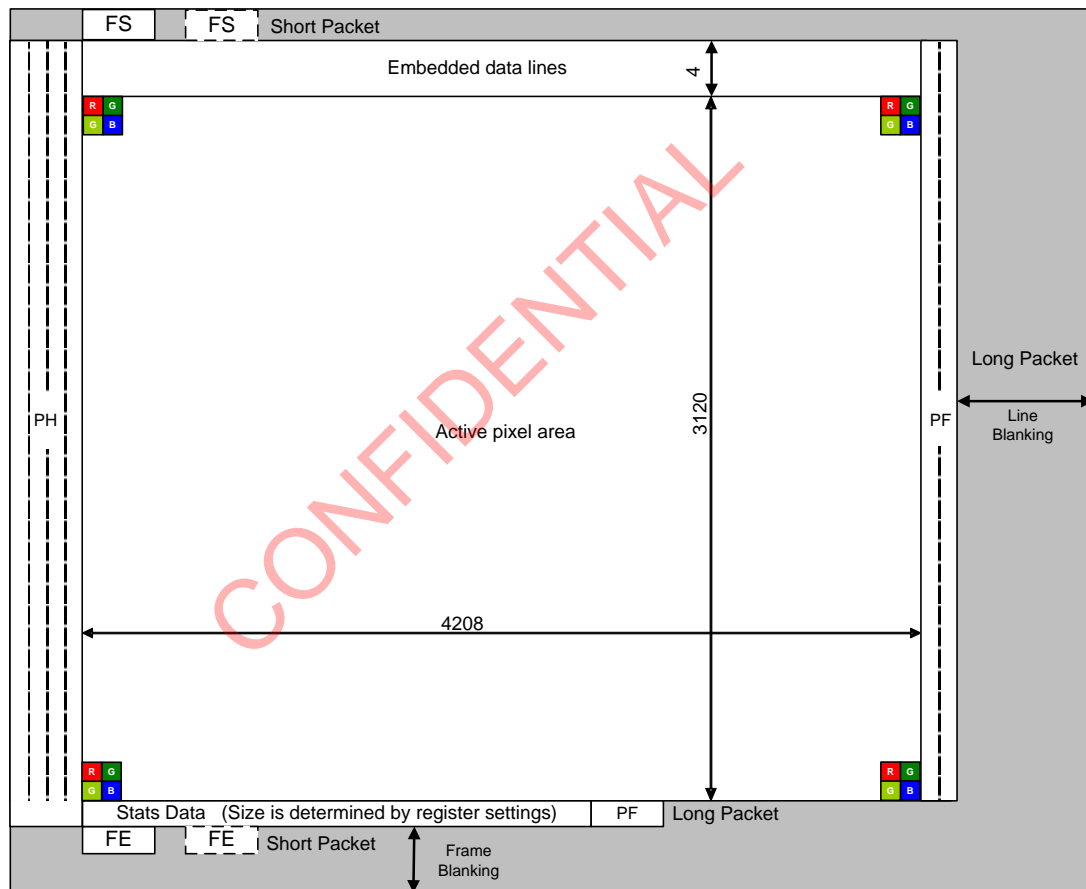 FS
FS
Short Packet
Embedded data lines
4
R G
G B
R G
G B
CONFIDENTIAL
Long Packet
Line
Blanking
PH
Active pixel area
3120
PF
4208
R G
G B
R G
G B
Stats Data (Size is determined by register settings)
PF
Long Packet
FE
FE
Short Packet
Frame
Blanking